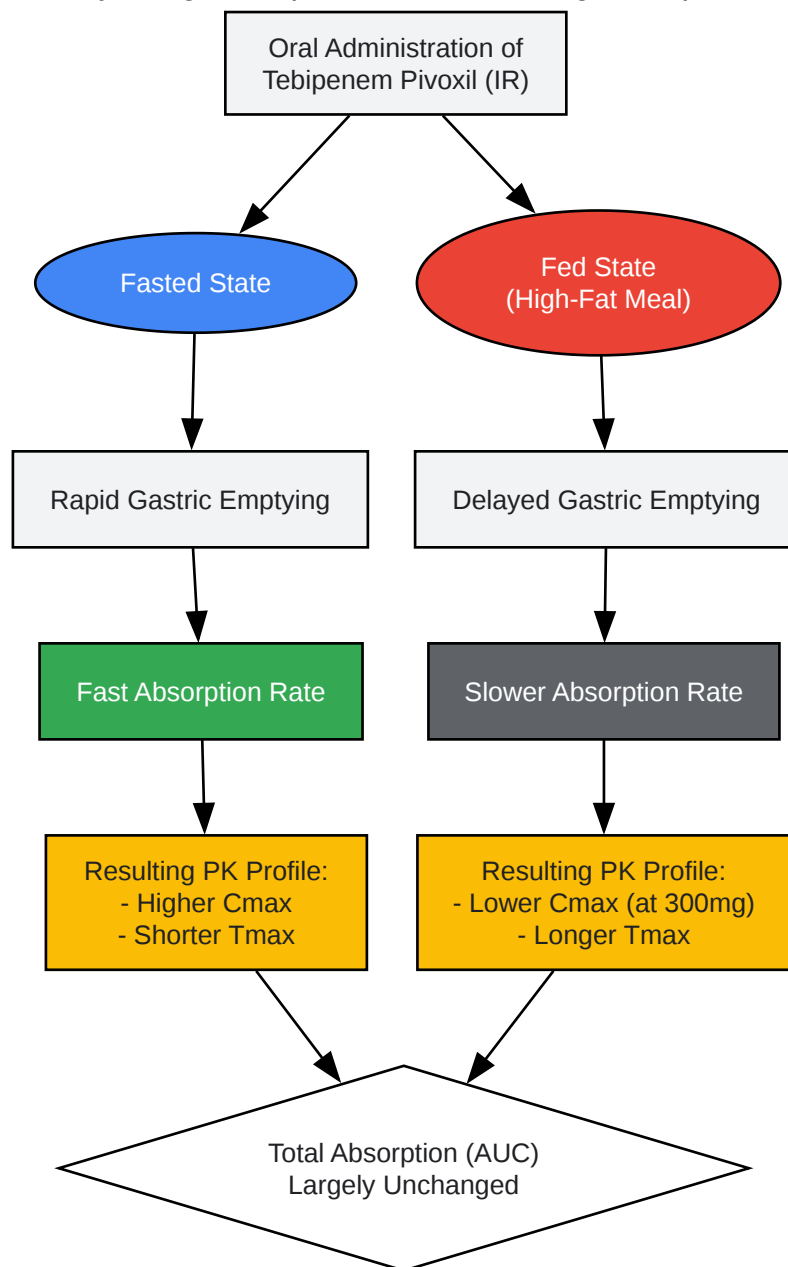 Oral Administration of
Tebipenem Pivoxil (IR)
Fasted State
Fed State
(High-Fat Meal)
Rapid Gastric Emptying
Delayed Gastric Emptying
Fast Absorption Rate
Slower Absorption Rate
Resulting PK Profile:
- Higher Cmax
- Shorter Tmax
Resulting PK Profile:
- Lower Cmax (at 300mg)
- Longer Tmax
Total Absorption (AUC)
Largely Unchanged